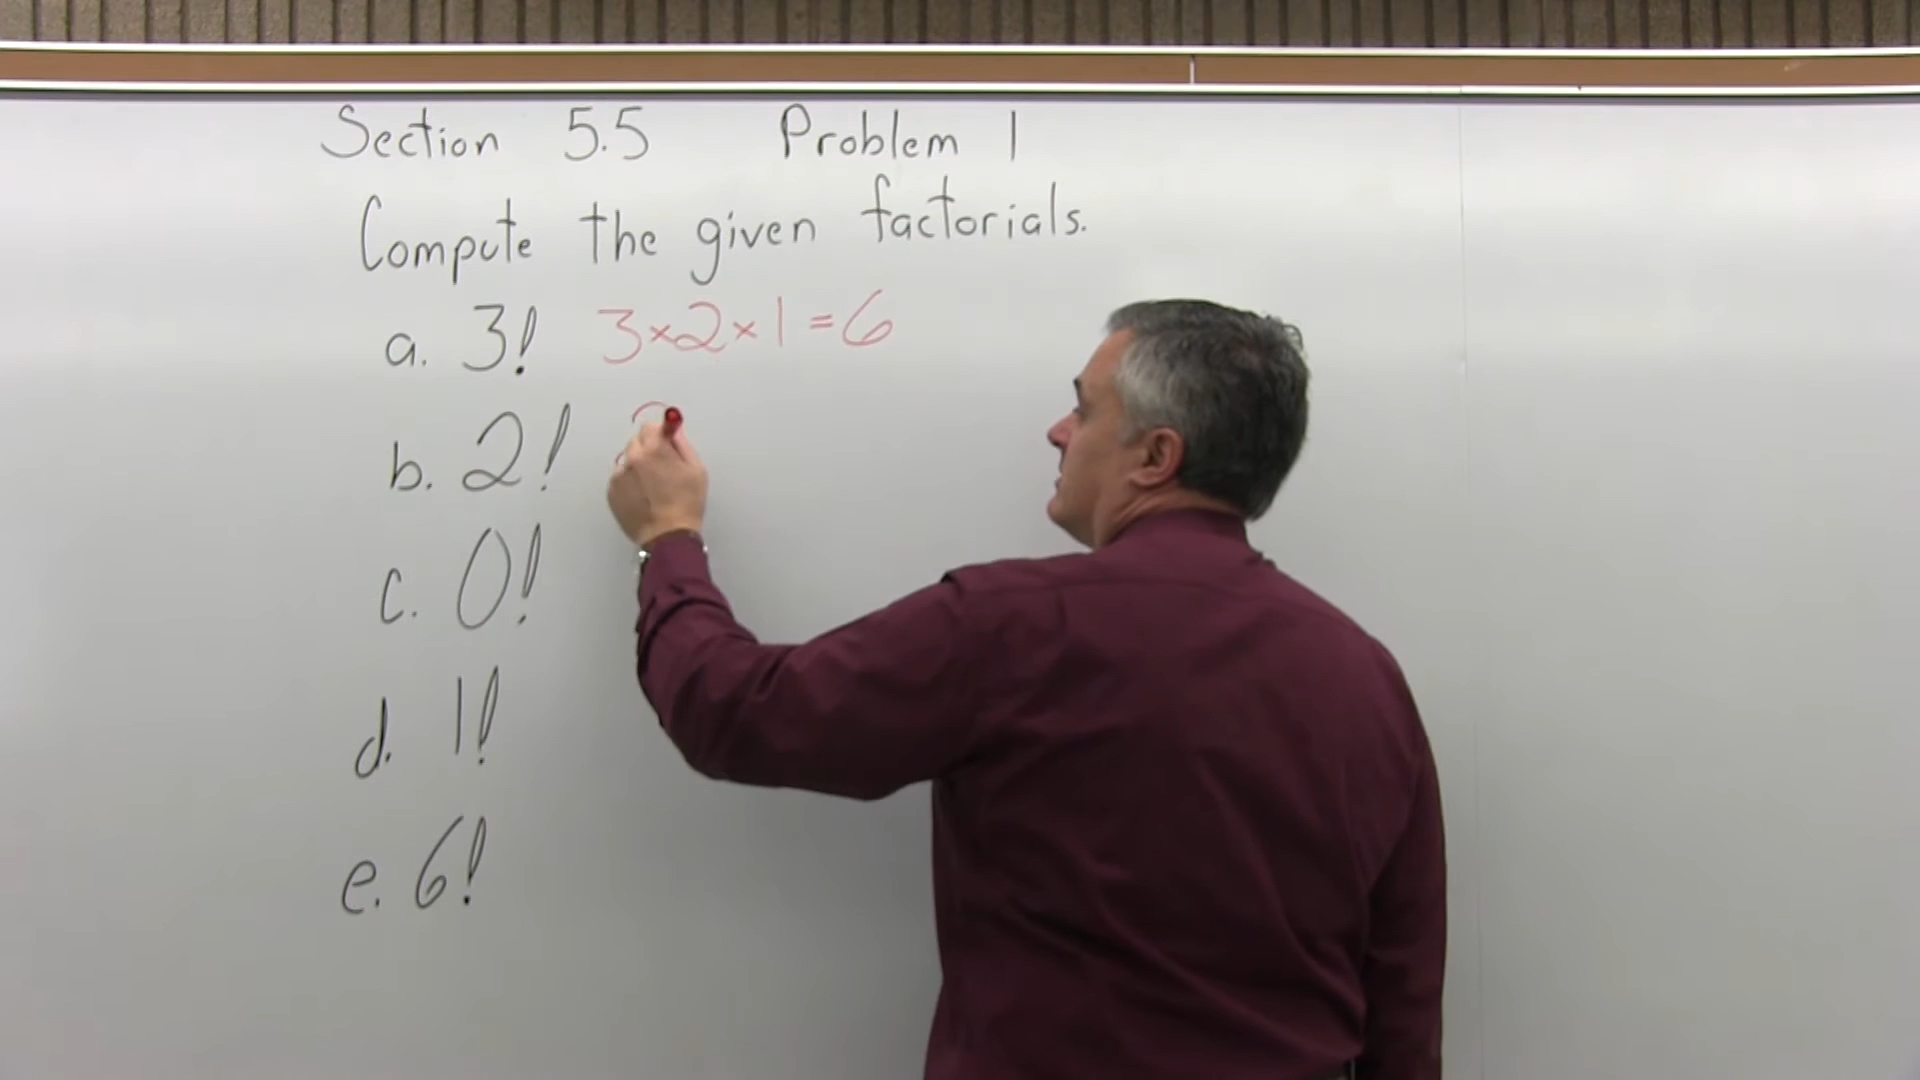 Section 5.5 Problem 1
Compute the given factorials.
a. 3! 3×2×1=6
b. 2!
c. 0!
d. 1!
e. 6!